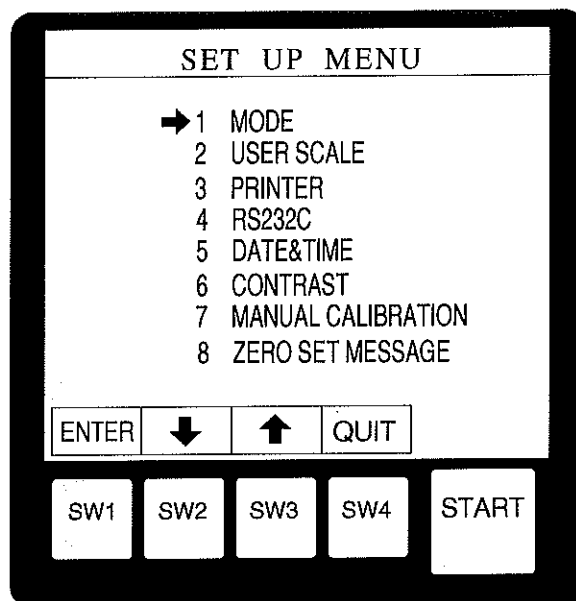 SET UP MENU
1 MODE
2 USER SCALE
3 PRINTER
4 RS232C
5 DATE&TIME
6 CONTRAST
7 MANUAL CALIBRATION
8 ZERO SET MESSAGE
ENTER QUIT
SW1 SW2 SW3 SW4 START